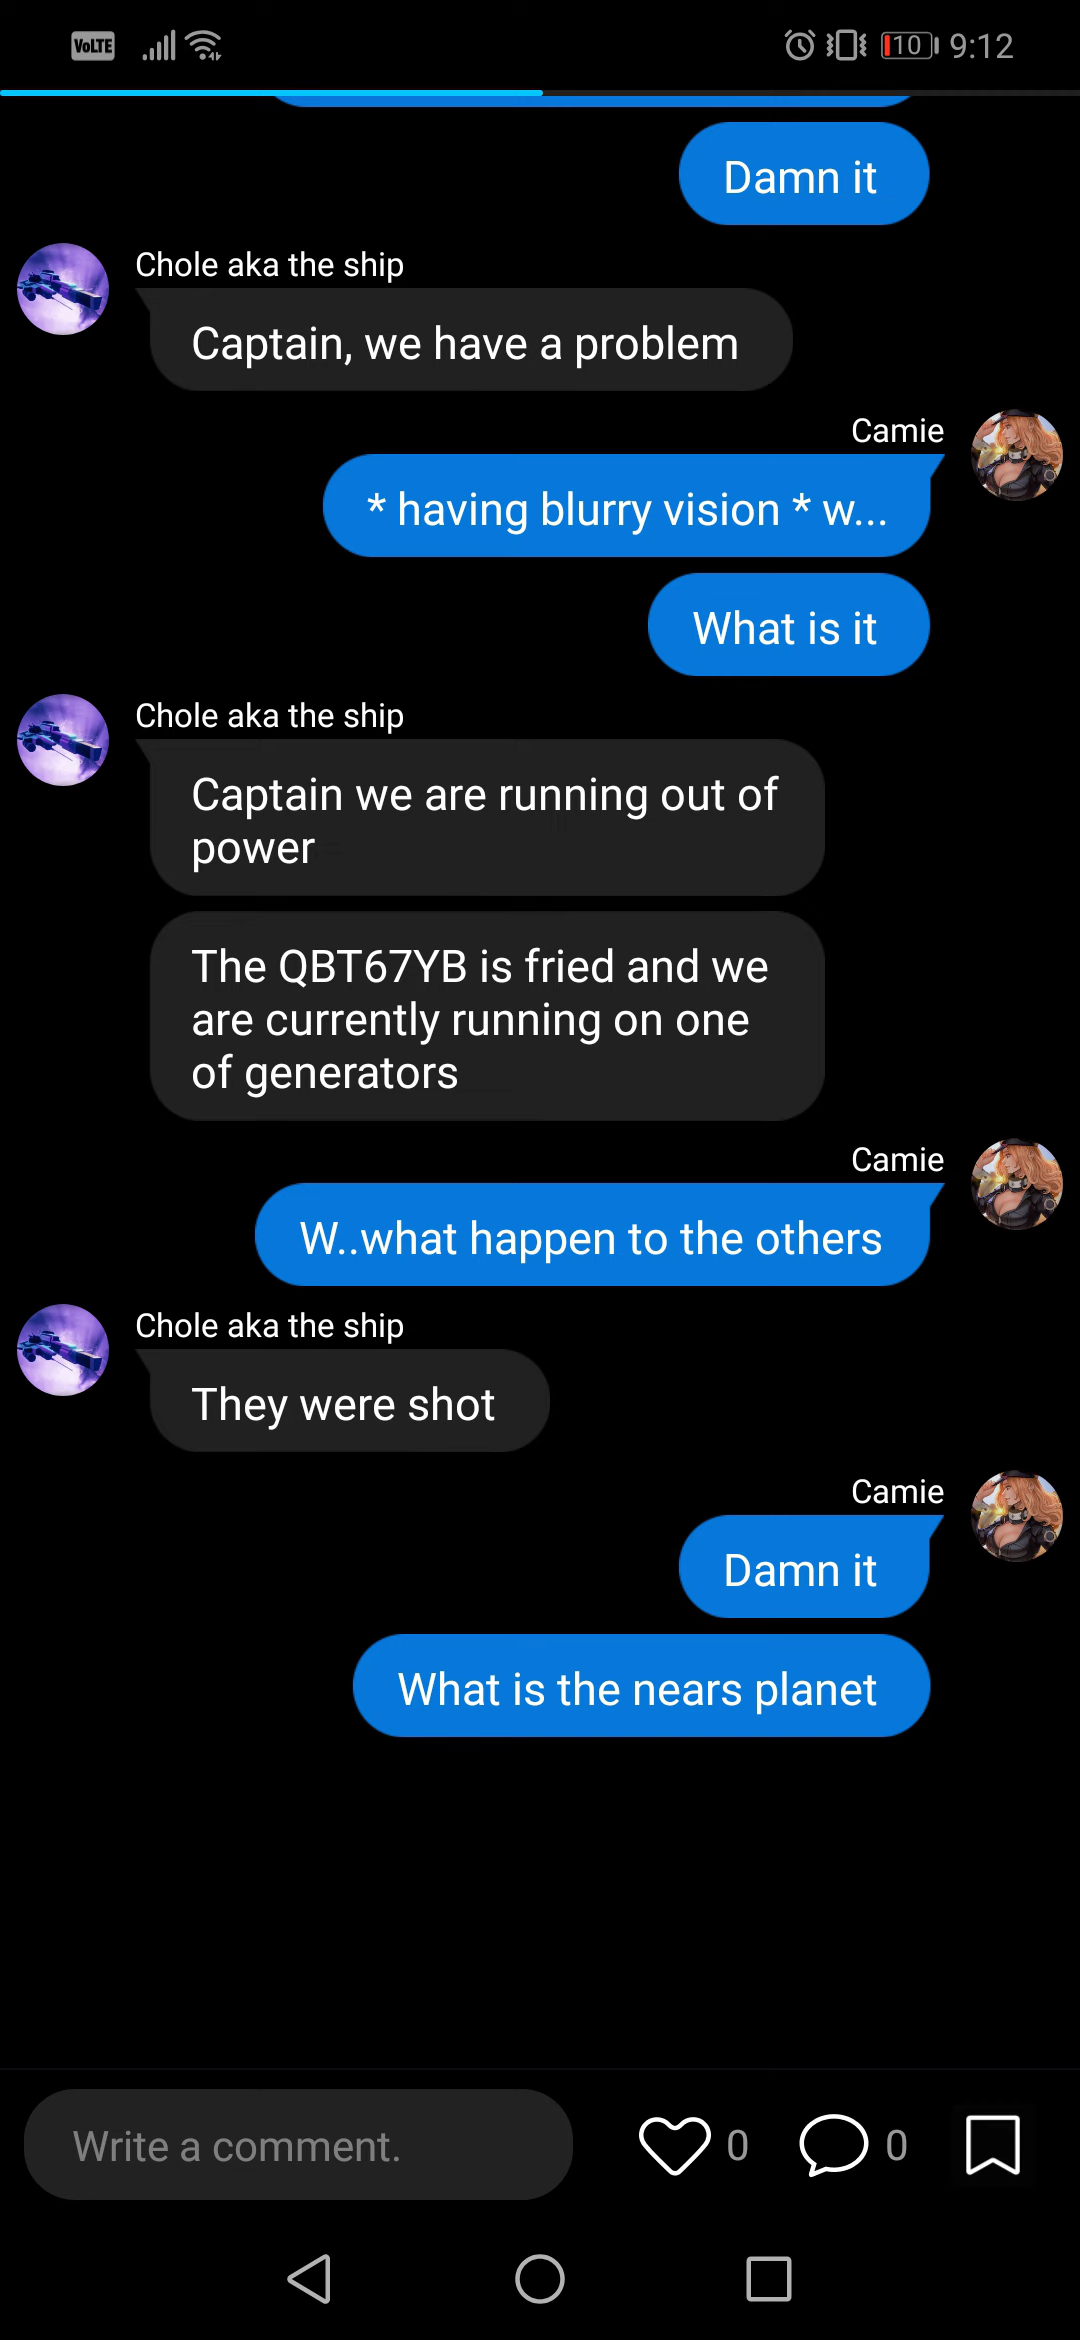 VoLTE 10 9:12
Damn it
Chole aka the ship
Captain, we have a problem
Camie
* having blurry vision * w...
What is it
Chole aka the ship
Captain we are running out of
power
The QBT67YB is fried and we
are currently running on one
of generators
Camie
W..what happen to the others
Chole aka the ship
They were shot
Camie
Damn it
What is the nears planet
Write a comment. 0 0